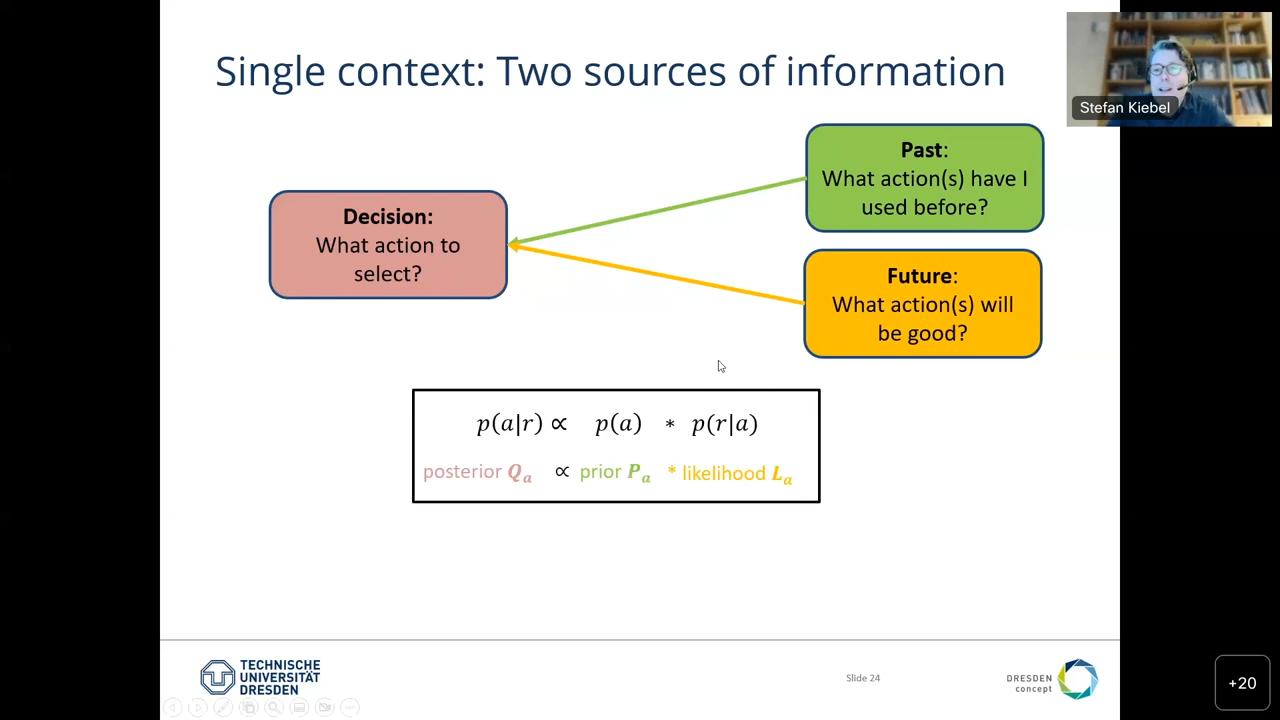 Single context: Two sources of information
Stefan Kiebel
Past:
What action(s) have I
used before?
Decision:
What action to
select?
Future:
What action(s) will
be good?
p(a|r) ∝ p(a) * p(r|a)
posterior Qₐ ∝ prior Pₐ * likelihood Lₐ
TECHNISCHE
UNIVERSITÄT
DRESDEN
Slide 24
DRESDEN
concept
+20